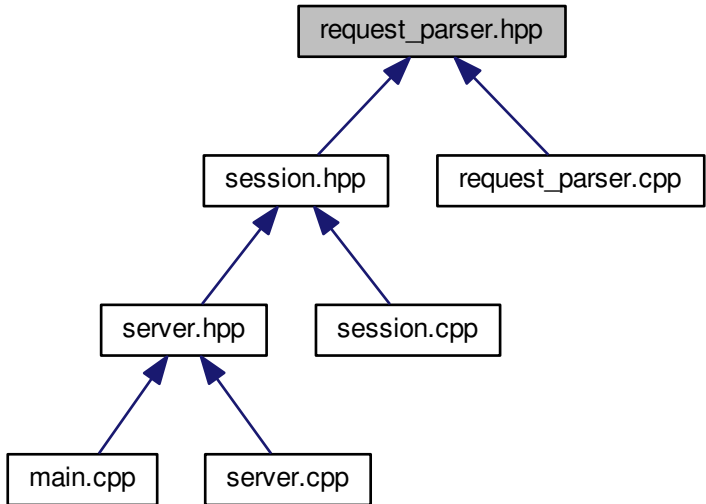 request_parser.hpp
session.hpp
request_parser.cpp
server.hpp
session.cpp
main.cpp
server.cpp